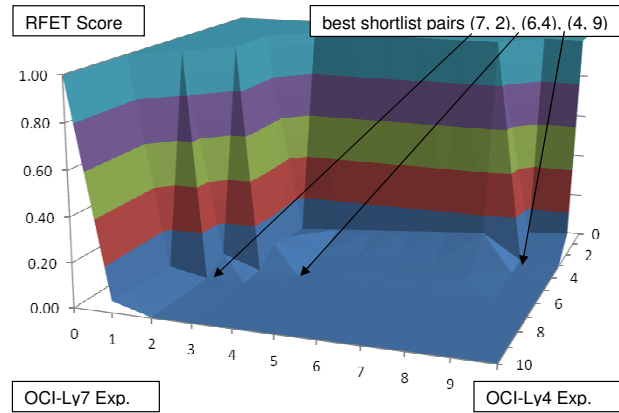 RFET Score
best shortlist pairs (7, 2), (6,4), (4, 9)
1.00
0.80
0.60
0.40
0.20
0.00
0 1 2 3 4 5 6 7 8 9
0
2
4
6
8
10
OCI-Ly7 Exp.
OCI-Ly4 Exp.